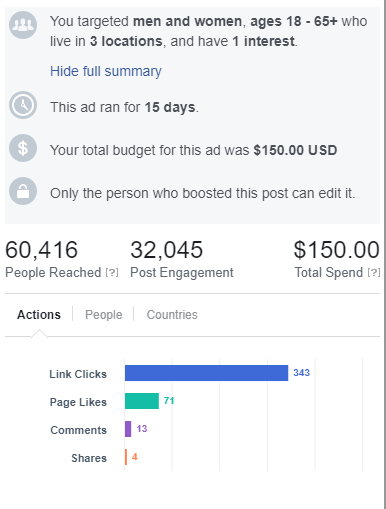 You targeted men and women, ages 18 - 65+ who
live in 3 locations, and have 1 interest.
Hide full summary
This ad ran for 15 days.
$
Your total budget for this ad was $150.00 USD
Only the person who boosted this post can edit it.
60,416 32,045 $150.00
People Reached [?] Post Engagement Total Spend [?]
Actions People Countries
Link Clicks 343
Page Likes 71
Comments 13
Shares 4